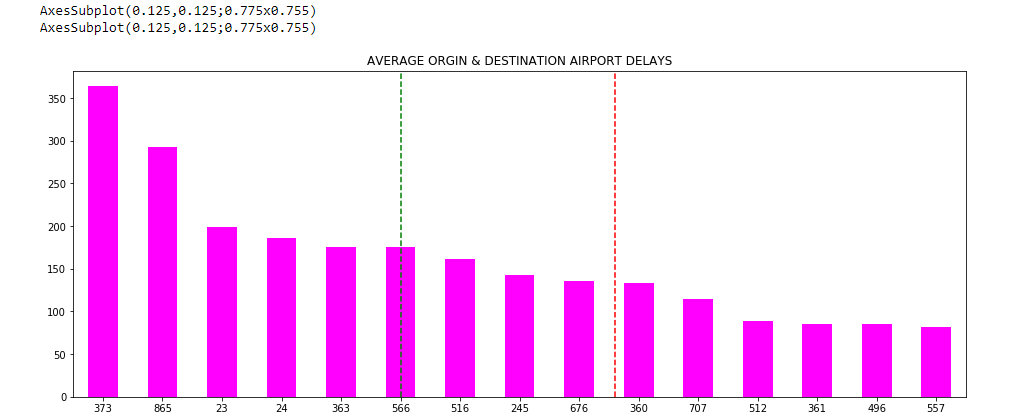 AxesSubplot(0.125,0.125;0.775x0.755)
AxesSubplot(0.125,0.125;0.775x0.755)
AVERAGE ORGIN & DESTINATION AIRPORT DELAYS
350
300
250
200
150
100
50
0
373 865 23 24 363 566 516 245 676 360 707 512 361 496 557